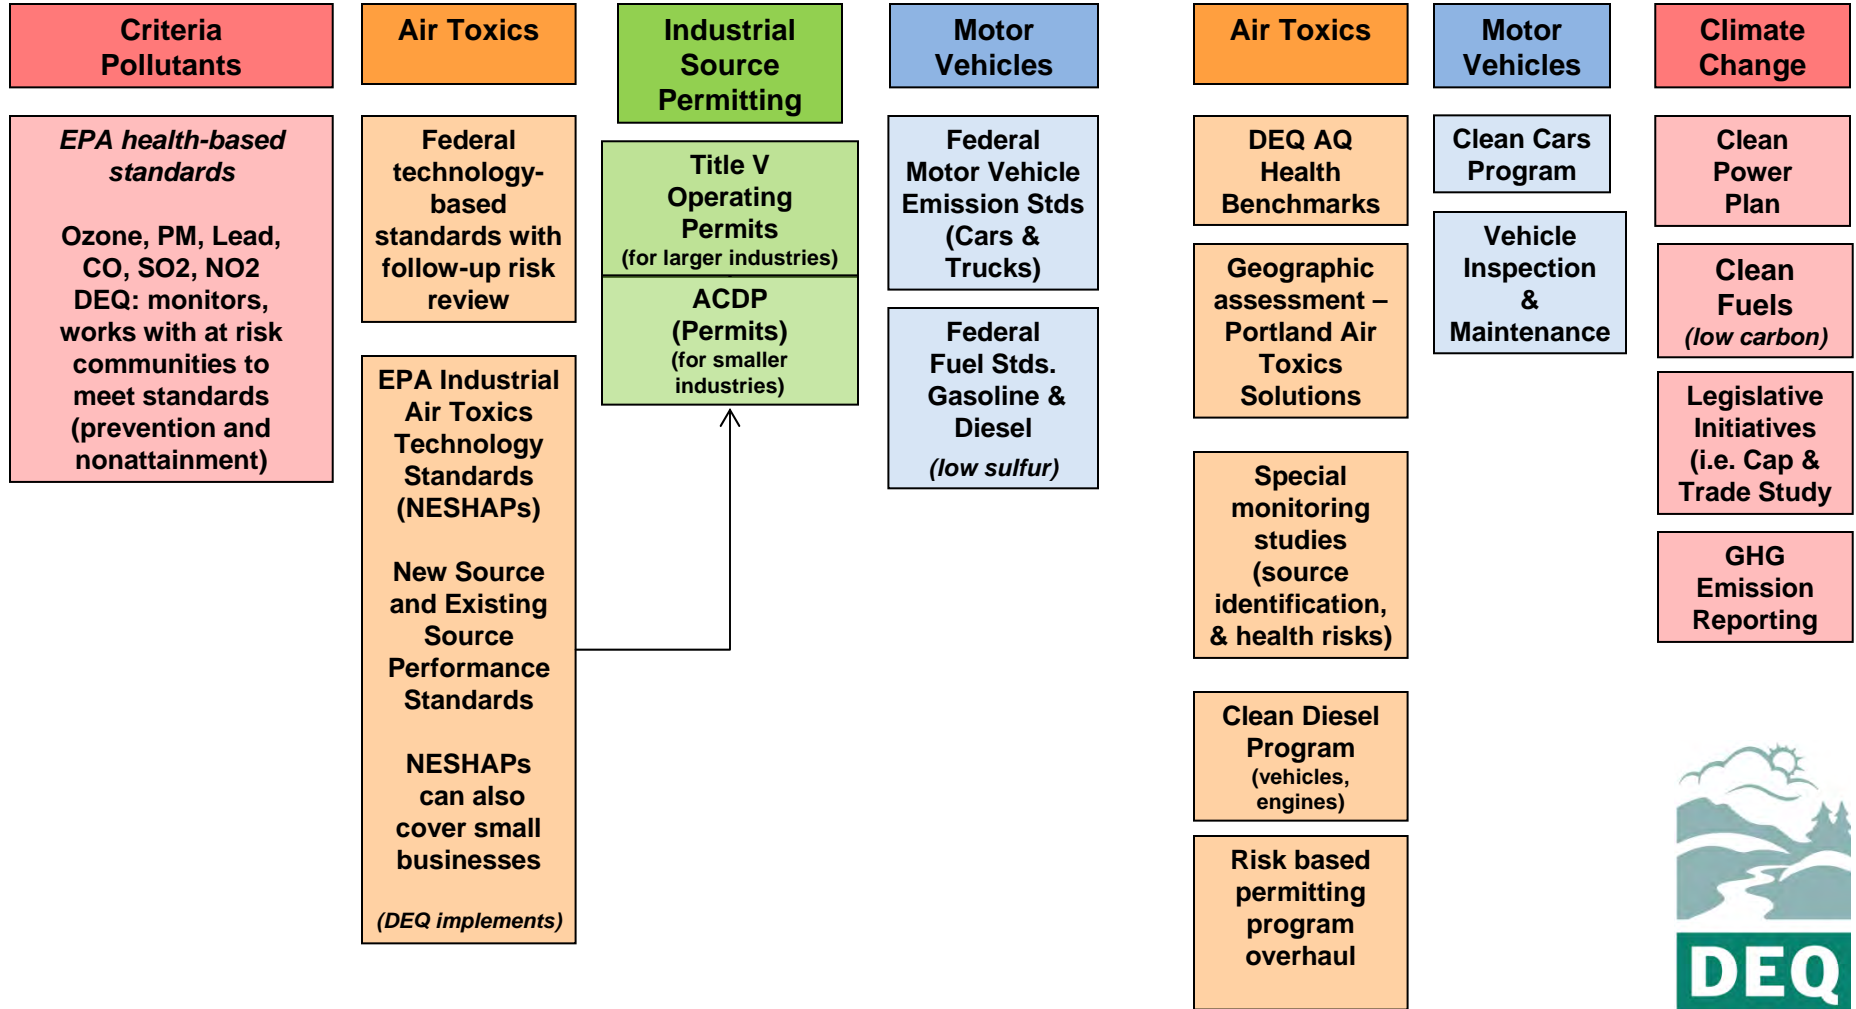 Criteria
Pollutants
EPA health-based
standards
Ozone, PM, Lead,
CO, SO2, NO2
DEQ: monitors,
works with at risk
communities to
meet standards
(prevention and
nonattainment)
Air Toxics
Federal
technology-
based
standards with
follow-up risk
review
EPA Industrial
Air Toxics
Technology
Standards
(NESHAPs)
New Source
and Existing
Source
Performance
Standards
NESHAPs
can also
cover small
businesses
(DEQ implements)
Industrial
Source
Permitting
Title V
Operating
Permits
(for larger industries)
ACDP
(Permits)
(for smaller
industries)
Motor
Vehicles
Federal
Motor Vehicle
Emission Stds
(Cars &
Trucks)
Federal
Fuel Stds.
Gasoline &
Diesel
(low sulfur)
Air Toxics
DEQ AQ
Health
Benchmarks
Geographic
assessment –
Portland Air
Toxics
Solutions
Special
monitoring
studies
(source
identification,
& health risks)
Clean Diesel
Program
(vehicles,
engines)
Risk based
permitting
program
overhaul
Motor
Vehicles
Clean Cars
Program
Vehicle
Inspection
&
Maintenance
Climate
Change
Clean
Power
Plan
Clean
Fuels
(low carbon)
Legislative
Initiatives
(i.e. Cap &
Trade Study
GHG
Emission
Reporting
DEQ